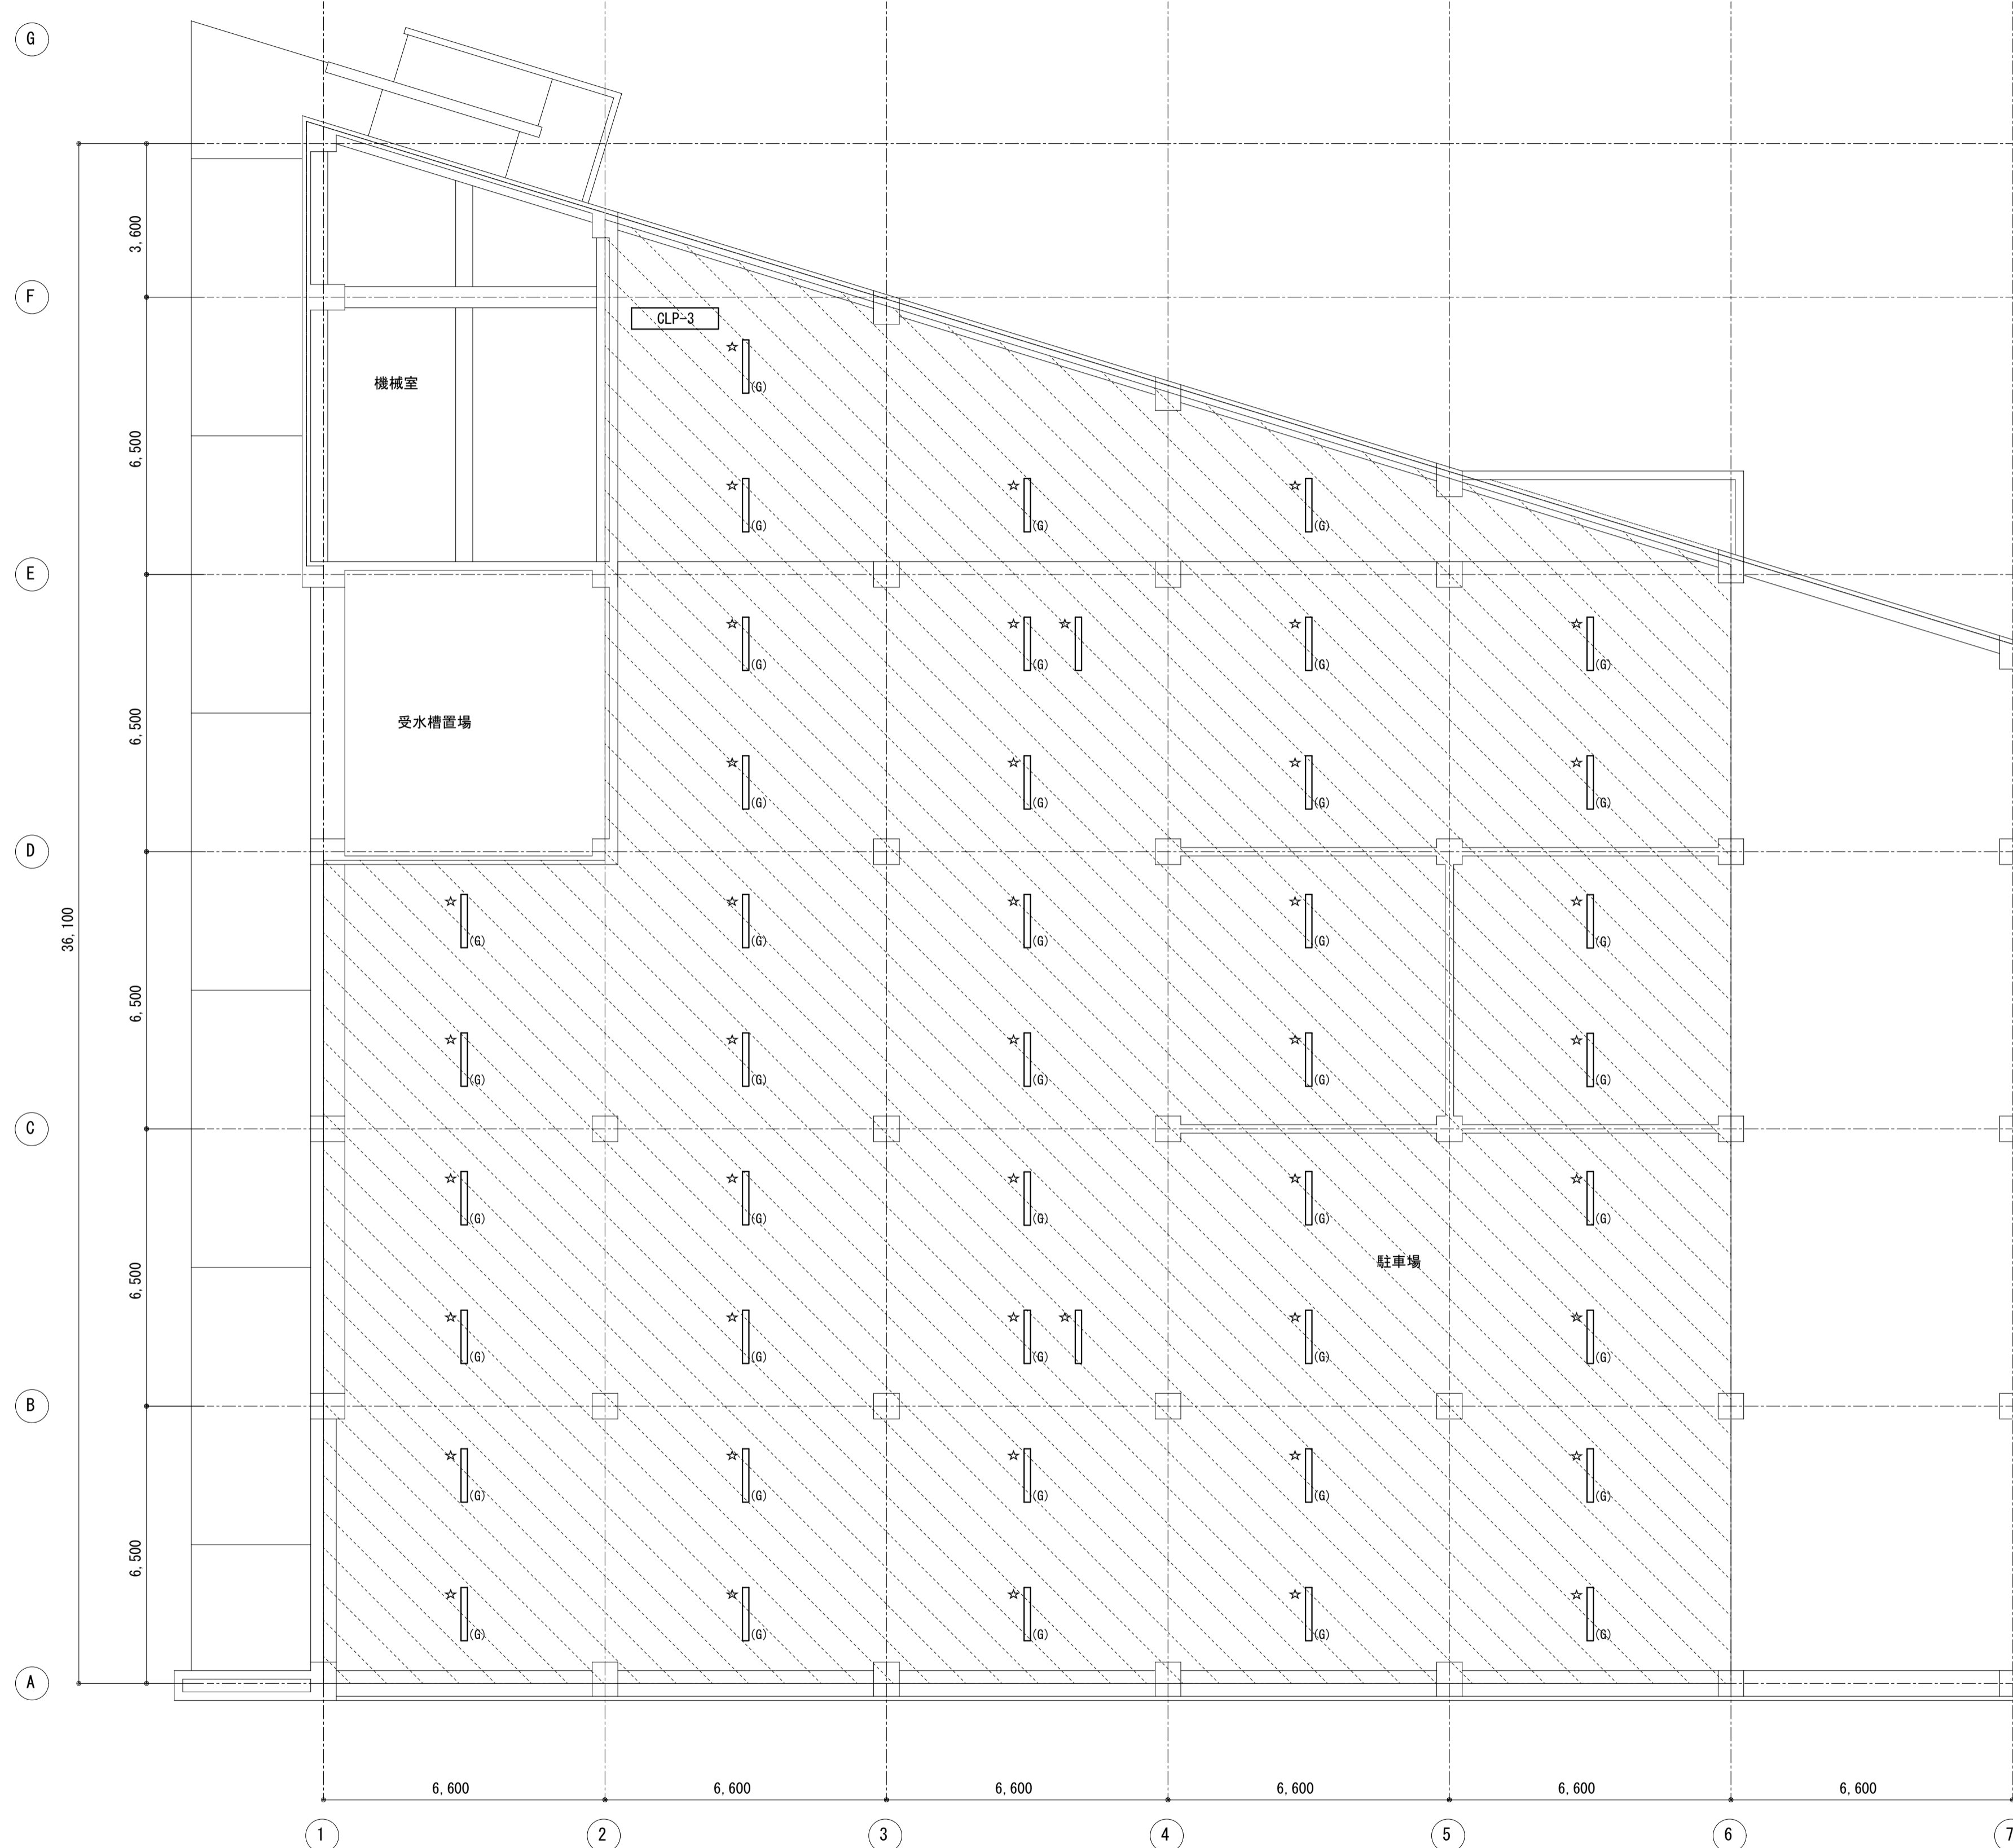 G
3,600
F
CLP-3
☆
(G)
機械室
6,500
☆ ☆ ☆
(G) (G) (G)
E
☆ ☆ ☆ ☆ ☆
(G) (G) (G) (G)
受水槽置場
6,500
☆ ☆ ☆ ☆
(G) (G) (G) (G)
D
☆ ☆ ☆ ☆ ☆
36,100
(G) (G) (G) (G) (G)
6,500
☆ ☆ ☆ ☆ ☆
(G) (G) (G) (G) (G)
C
☆ ☆ ☆ ☆ ☆
(G) (G) (G) (G) (G)
駐車場
6,500
☆ ☆ ☆ ☆ ☆ ☆
(G) (G) (G) (G) (G)
B
☆ ☆ ☆ ☆ ☆
(G) (G) (G) (G) (G)
6,500
☆ ☆ ☆ ☆ ☆
(G) (G) (G) (G) (G)
A
6,600 6,600 6,600 6,600 6,600 6,600
1 2 3 4 5 6 7